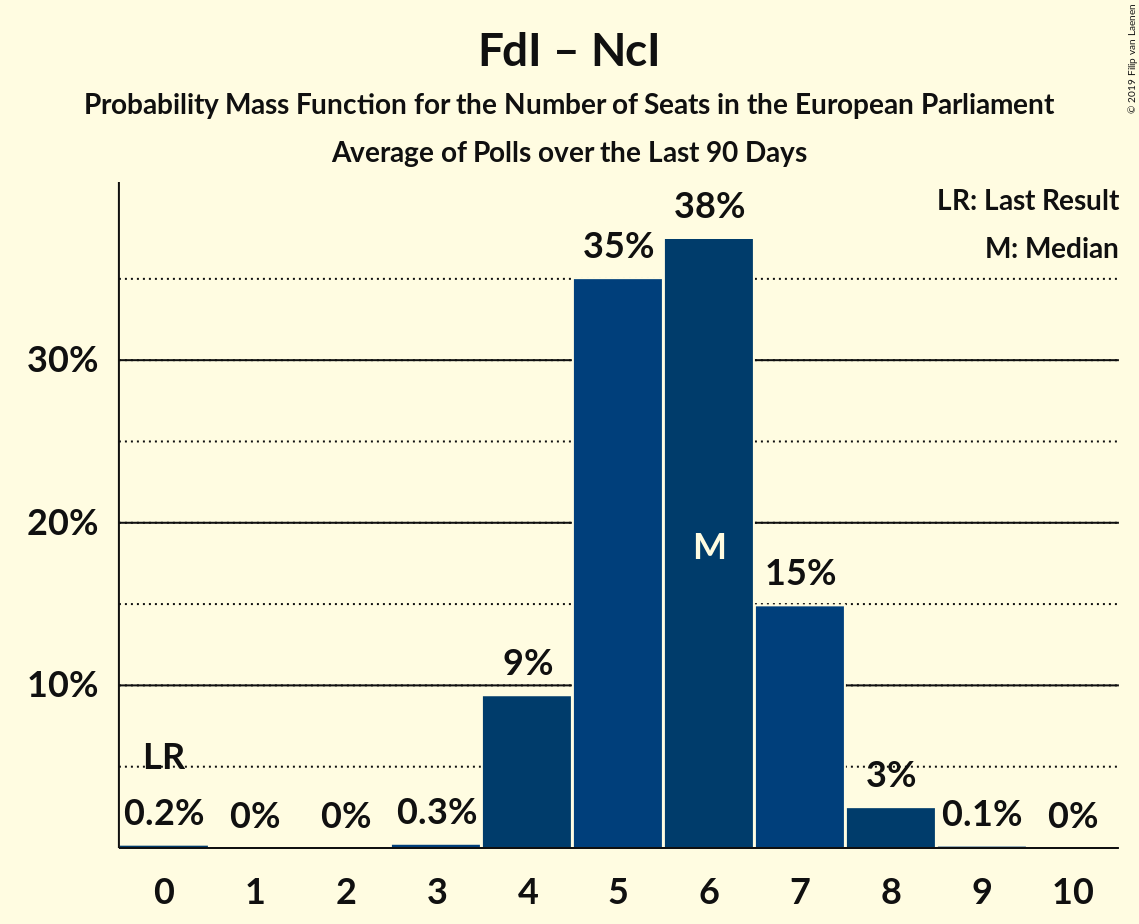 FdI – NcI
Probability Mass Function for the Number of Seats in the European Parliament
Average of Polls over the Last 90 Days
© 2019 Filip van Laenen
LR: Last Result
M: Median
38%
35%
30%
20%
M
15%
9%
10%
LR
3%
0.2% 0% 0% 0.3% 0.1% 0%
0 1 2 3 4 5 6 7 8 9 10